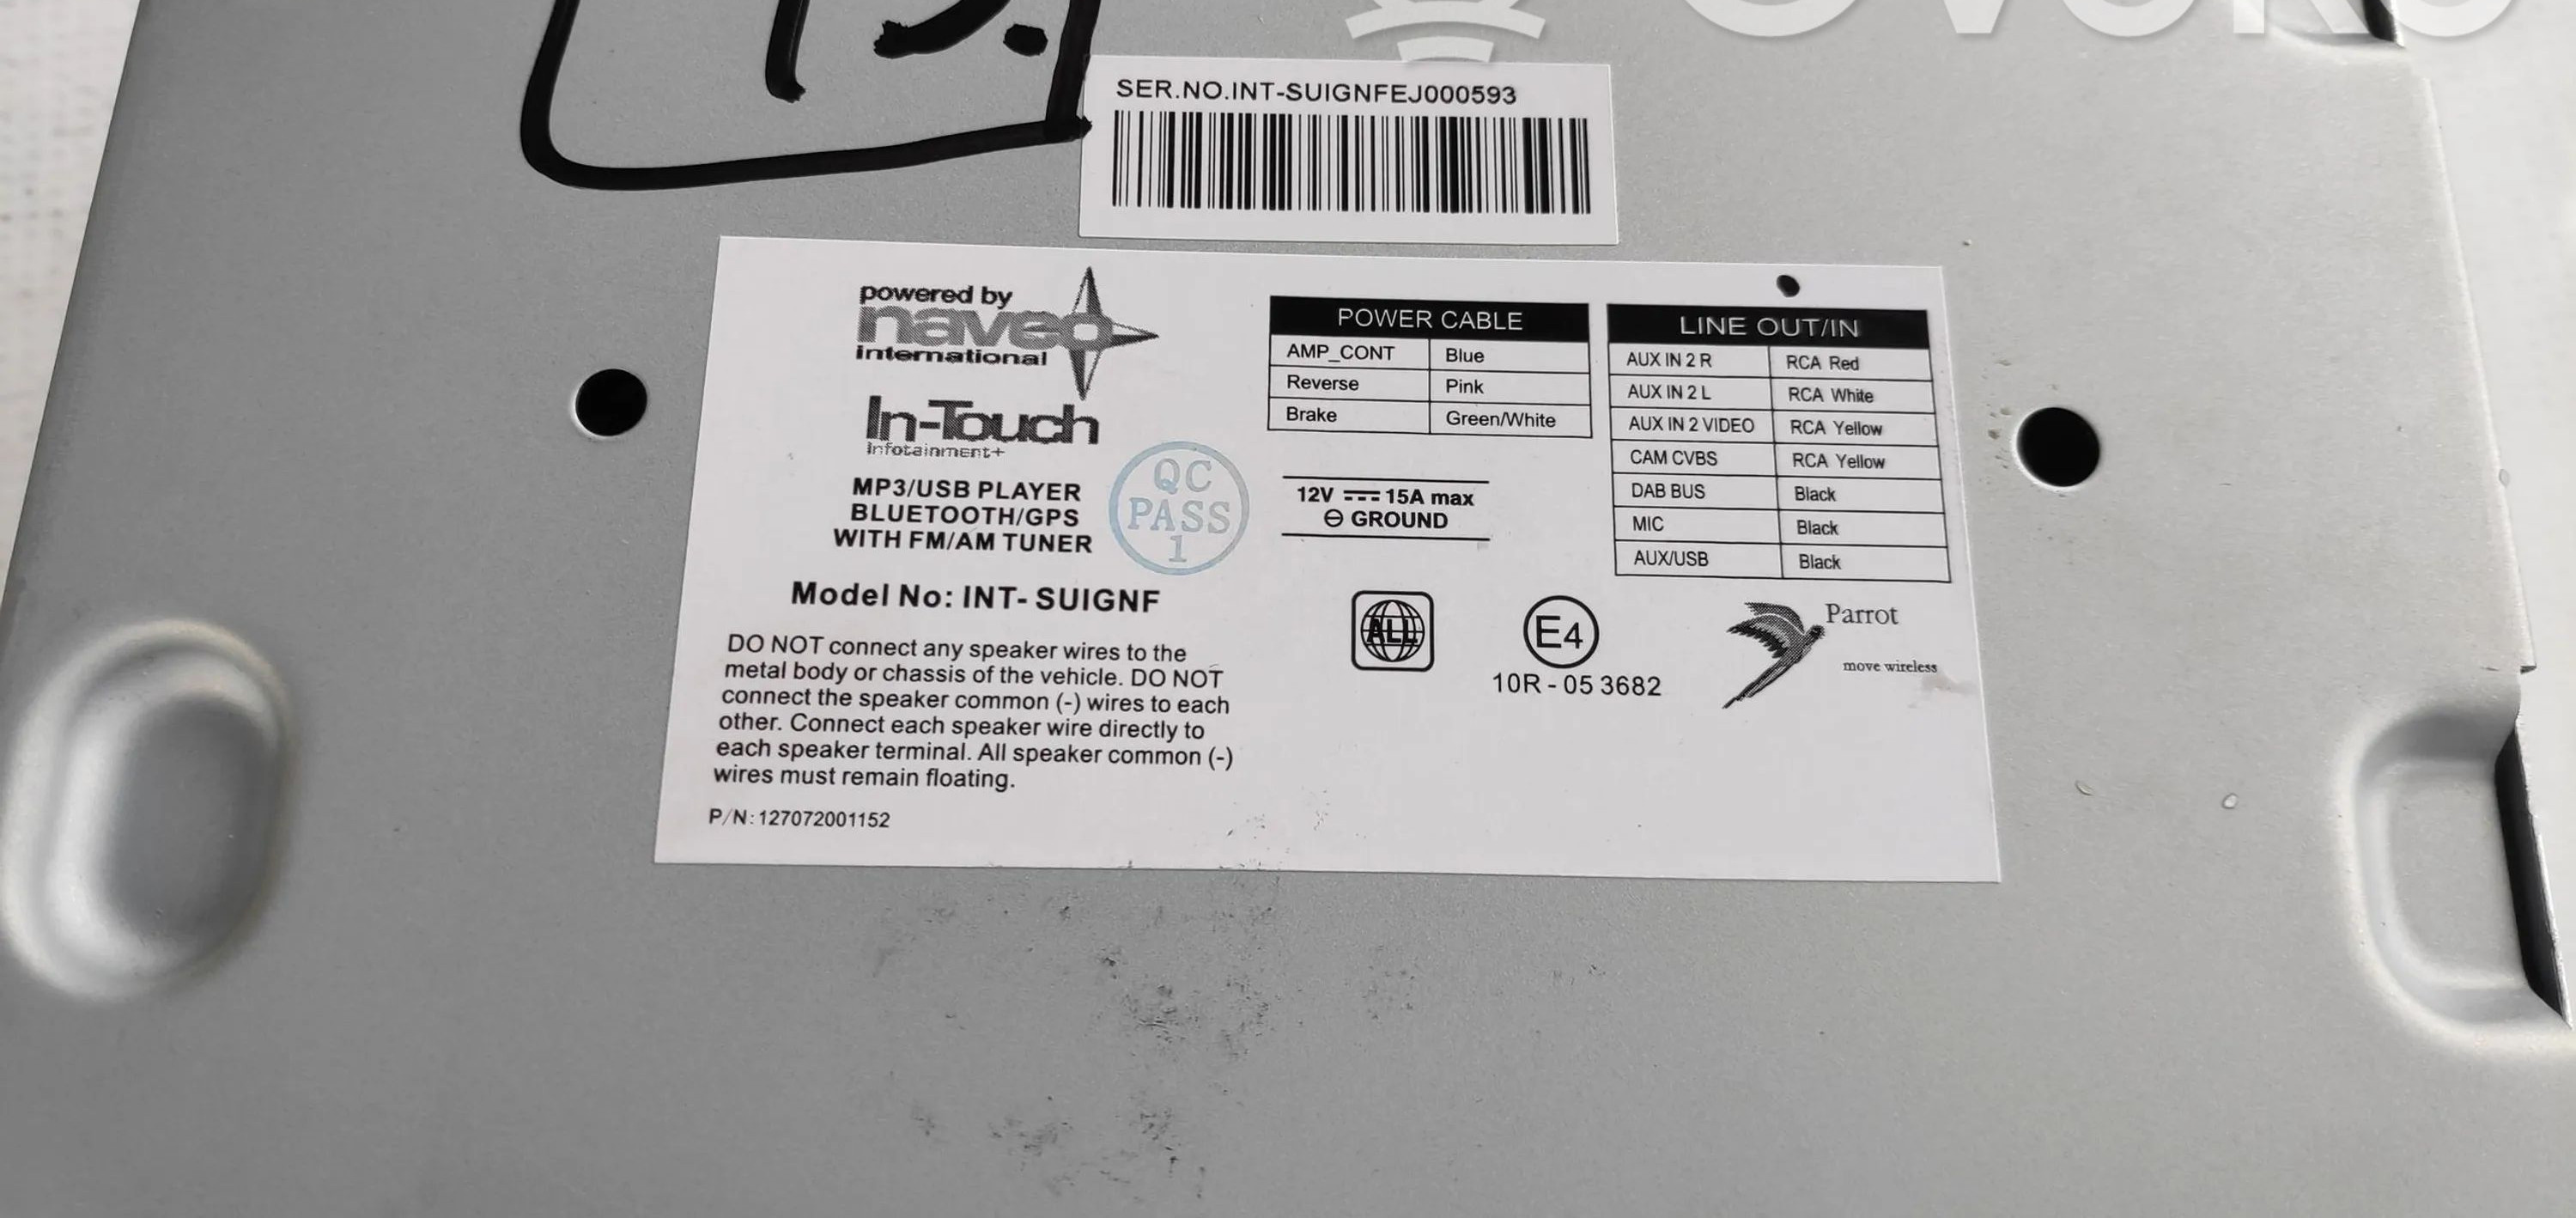 SER.NO.INT-SUIGNFEJ000593
powered by
naveo
international
In-Touch
Infotainment+
MP3/USB PLAYER
BLUETOOTH/GPS
WITH FM/AM TUNER
QC
PASS
1
Model No: INT- SUIGNF
DO NOT connect any speaker wires to the
metal body or chassis of the vehicle. DO NOT
connect the speaker common (-) wires to each
other. Connect each speaker wire directly to
each speaker terminal. All speaker common (-)
wires must remain floating.
P/N:127072001152
POWER CABLE
AMP_CONT Blue
Reverse Pink
Brake Green/White
12V ⎓ 15A max
⊖ GROUND
LINE OUT/IN
AUX IN 2 R RCA Red
AUX IN 2 L RCA White
AUX IN 2 VIDEO RCA Yellow
CAM CVBS RCA Yellow
DAB BUS Black
MIC Black
AUX/USB Black
ALL
E4
10R - 05 3682
Parrot
move wireless